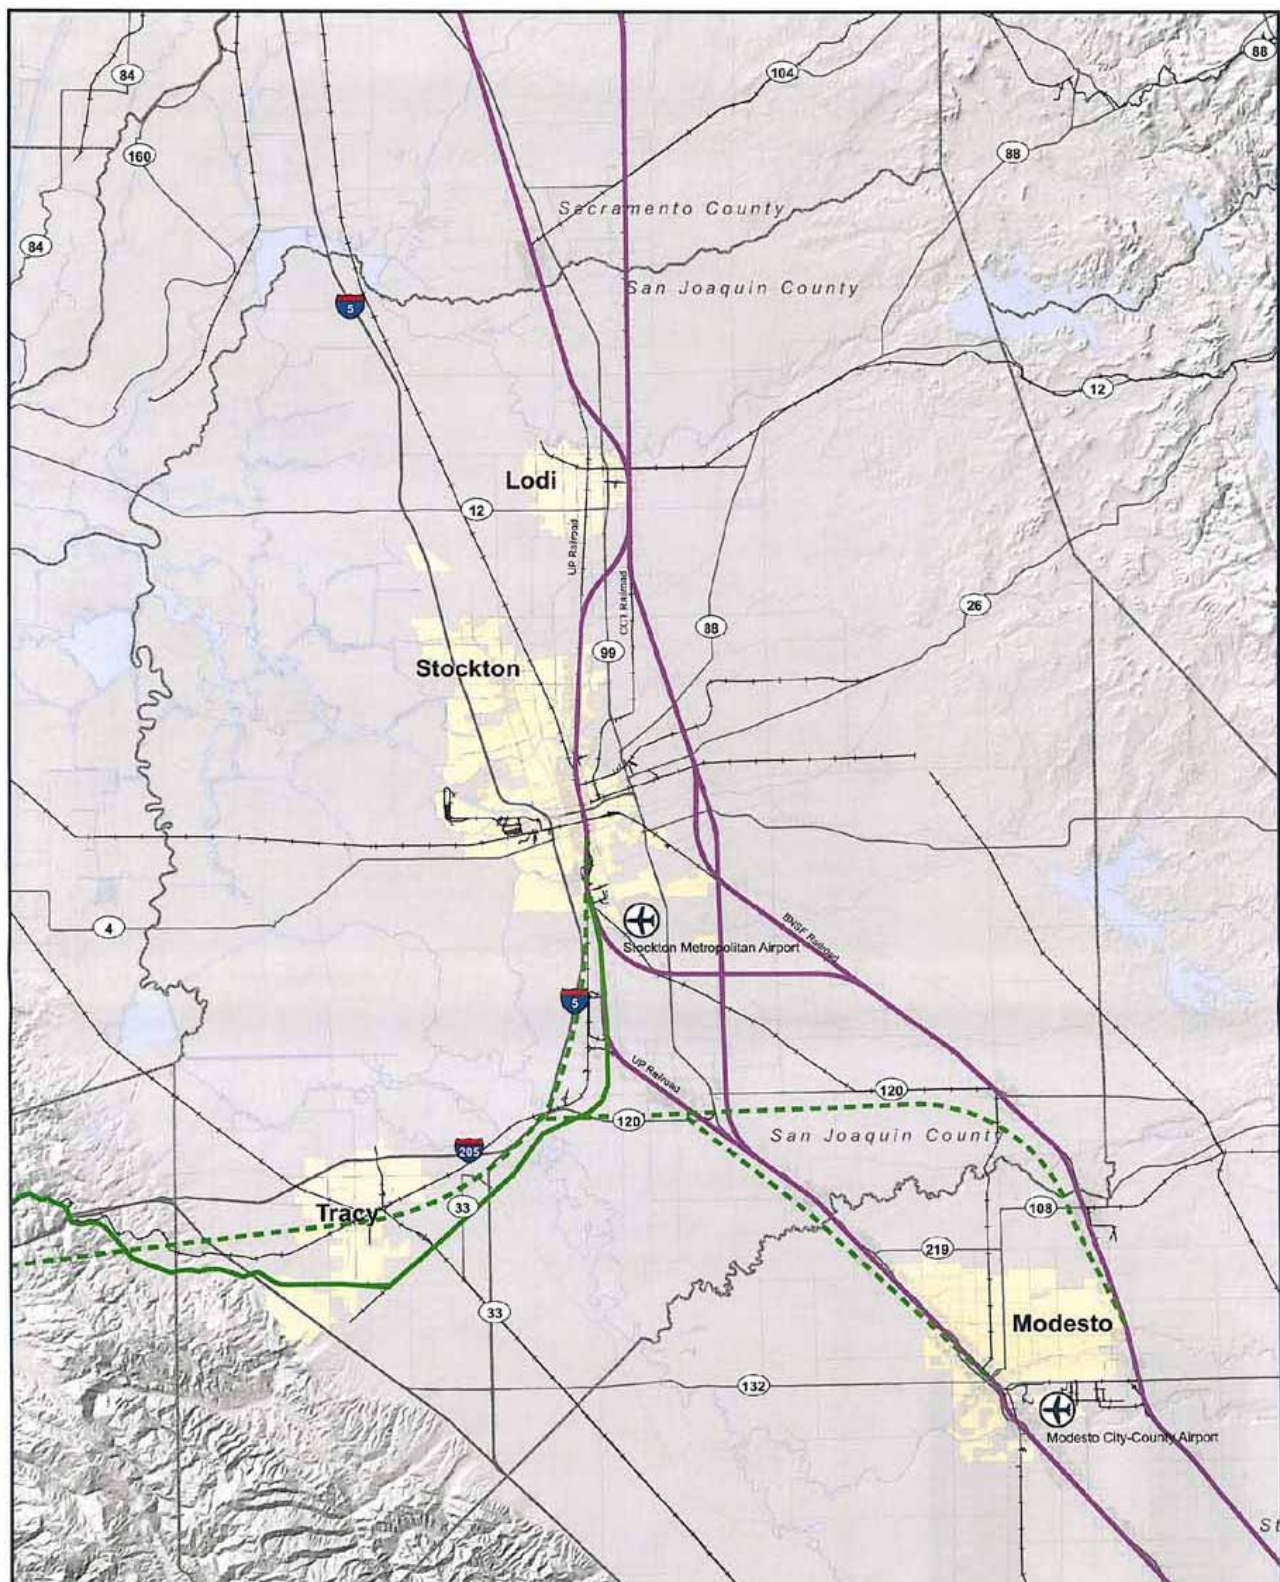 84
104
88
160
88
Sacramento County
84
San Joaquin County
5
12
Lodi
12
UP Railroad
CCT Railroad
26
88
99
Stockton
4
BNSF Railroad
Stockton Metropolitan Airport
5
UP Railroad
120
120
San Joaquin County
205
33
Tracy
108
219
33
Modesto
132
Modesto City-County Airport
St